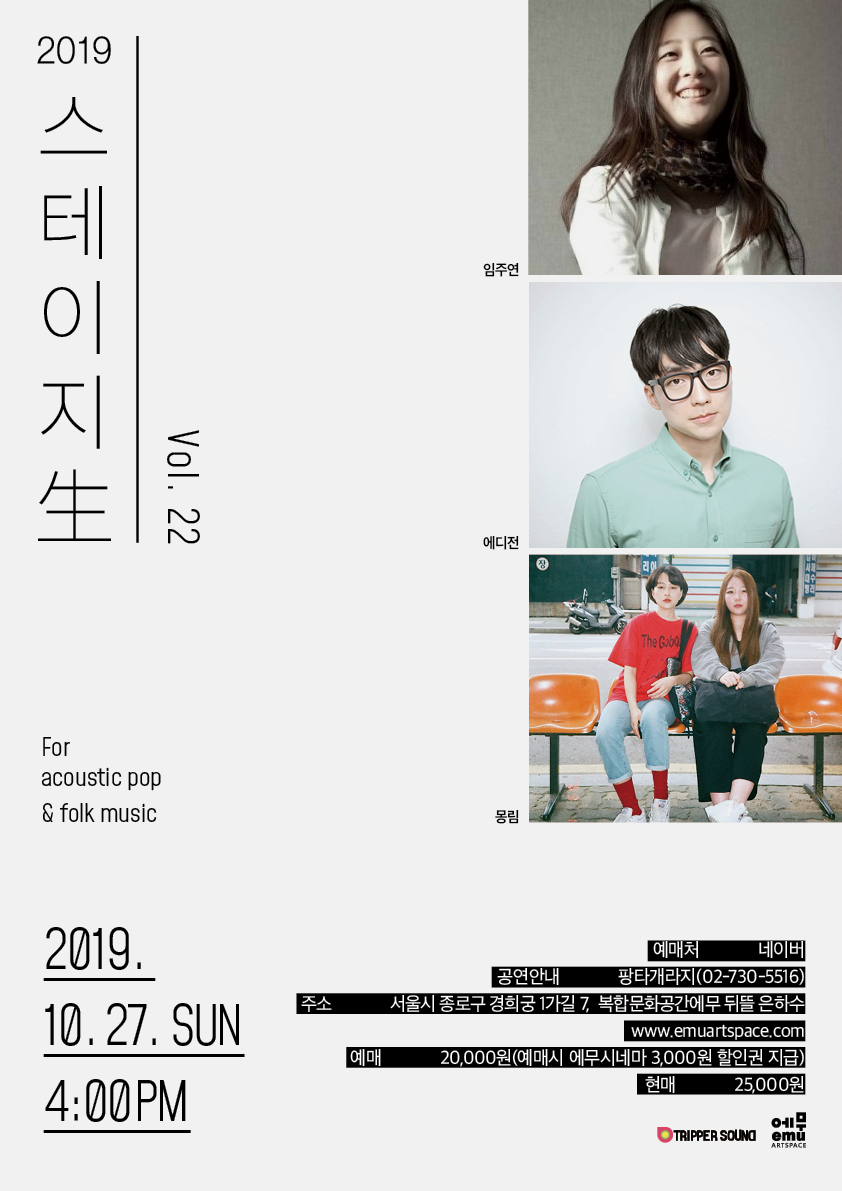 2019
스테이지生
Vol. 22
임주연
에디전
The Gobo
몽림
For
acoustic pop
& folk music
2019.
10. 27. SUN
4:00PM
예매처 네이버
공연안내 팡타개라지(02-730-5516)
주소 서울시 종로구 경희궁 1가길 7, 복합문화공간에무 뒤뜰 은하수
www.emuartspace.com
예매 20,000원(예매시 에무시네마 3,000원 할인권 지급)
현매 25,000원
TRIPPER SOUND
에무
emu
ARTSPACE